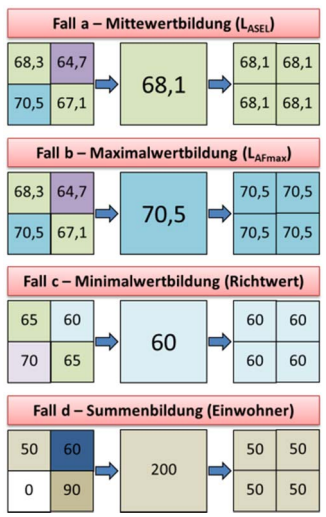 Fall a – Mittewertbildung (LASEL)
68,3 64,7 68,1 68,1
68,1
70,5 67,1 68,1 68,1
Fall b – Maximalwertbildung (LAFmax)
68,3 64,7 70,5 70,5
70,5
70,5 67,1 70,5 70,5
Fall c – Minimalwertbildung (Richtwert)
65 60 60 60
60
70 65 60 60
Fall d – Summenbildung (Einwohner)
50 60 50 50
200
0 90 50 50